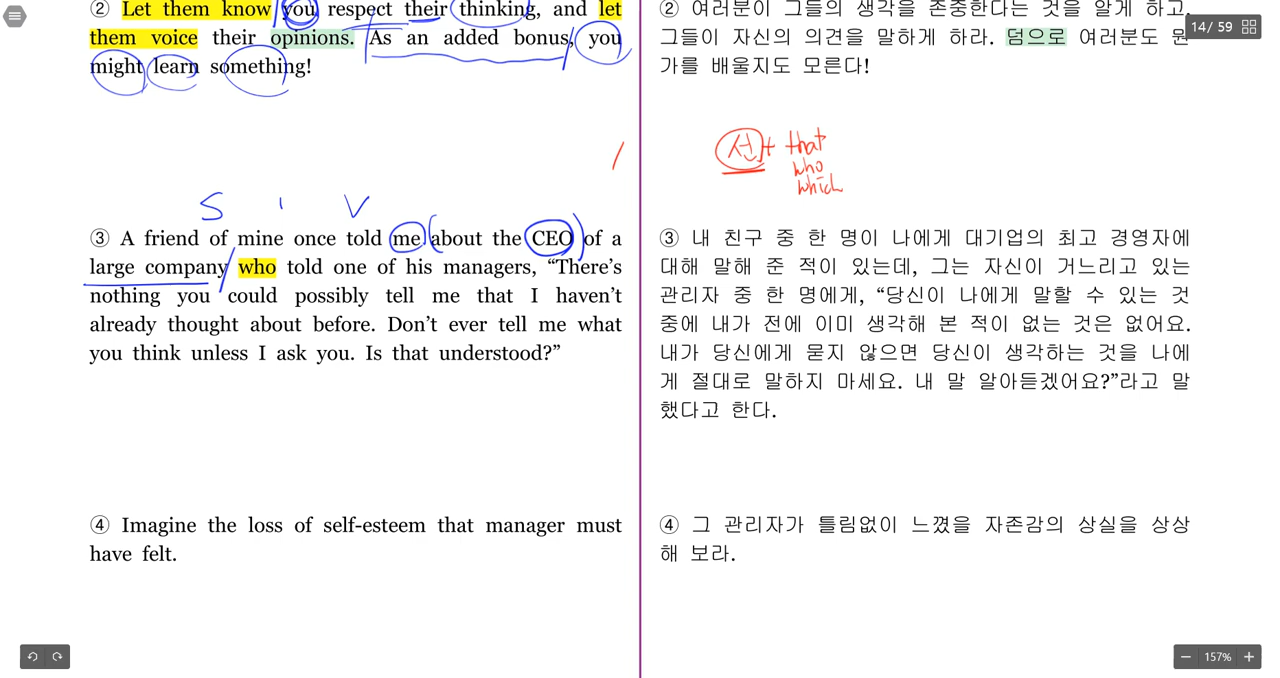 ② Let them know you respect their thinking, and let
them voice their opinions. As an added bonus, you
might learn something!
S V
③ A friend of mine once told me about the CEO of a
large company who told one of his managers, “There’s
nothing you could possibly tell me that I haven’t
already thought about before. Don’t ever tell me what
you think unless I ask you. Is that understood?”
④ Imagine the loss of self-esteem that manager must
have felt.
② 여러분이 그들의 생각을 존중한다는 것을 알게 하고,
그들이 자신의 의견을 말하게 하라. 덤으로 여러분도 뭔
가를 배울지도 모른다!
선 + that
who
which
③ 내 친구 중 한 명이 나에게 대기업의 최고 경영자에
대해 말해 준 적이 있는데, 그는 자신이 거느리고 있는
관리자 중 한 명에게, “당신이 나에게 말할 수 있는 것
중에 내가 전에 이미 생각해 본 적이 없는 것은 없어요.
내가 당신에게 묻지 않으면 당신이 생각하는 것을 나에
게 절대로 말하지 마세요. 내 말 알아듣겠어요?”라고 말
했다고 한다.
④ 그 관리자가 틀림없이 느꼈을 자존감의 상실을 상상
해 보라.
14 / 59
157%